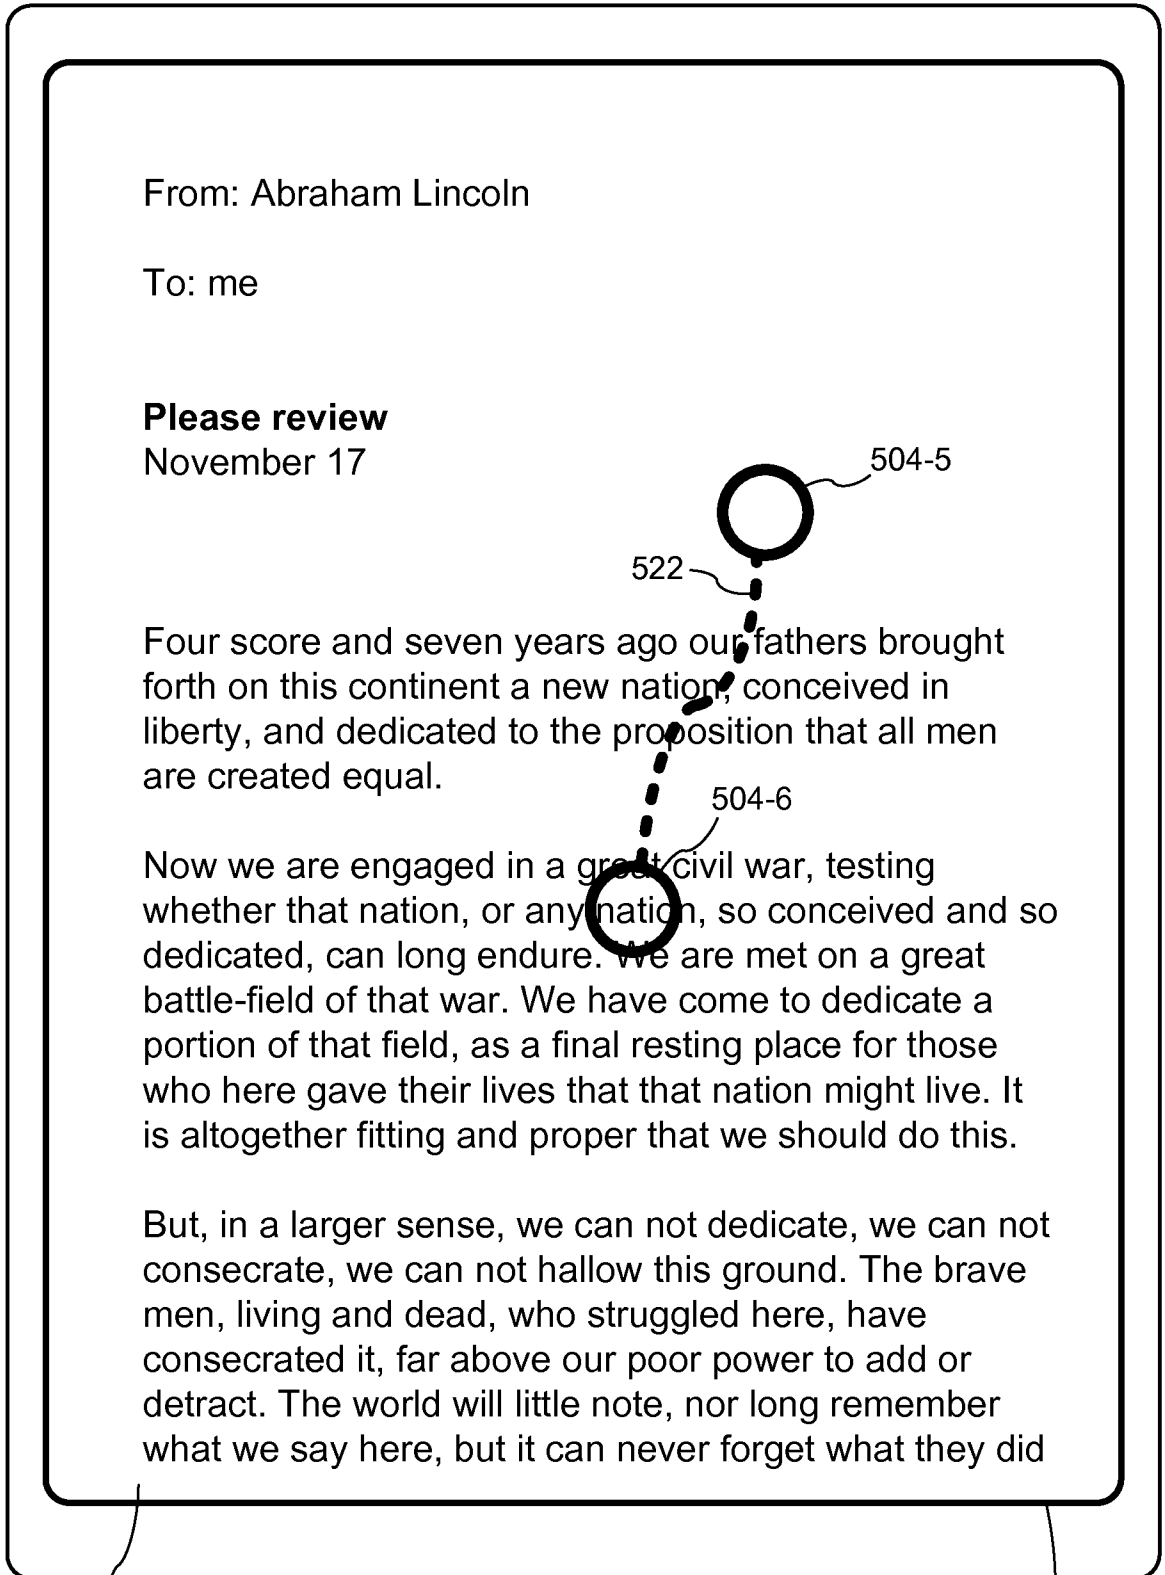 From: Abraham Lincoln
To: me
Please review
November 17
504-5
522
Four score and seven years ago our fathers brought
forth on this continent a new nation, conceived in
liberty, and dedicated to the proposition that all men
are created equal.
504-6
Now we are engaged in a great civil war, testing
whether that nation, or any nation, so conceived and so
dedicated, can long endure. We are met on a great
battle-field of that war. We have come to dedicate a
portion of that field, as a final resting place for those
who here gave their lives that that nation might live. It
is altogether fitting and proper that we should do this.
But, in a larger sense, we can not dedicate, we can not
consecrate, we can not hallow this ground. The brave
men, living and dead, who struggled here, have
consecrated it, far above our poor power to add or
detract. The world will little note, nor long remember
what we say here, but it can never forget what they did